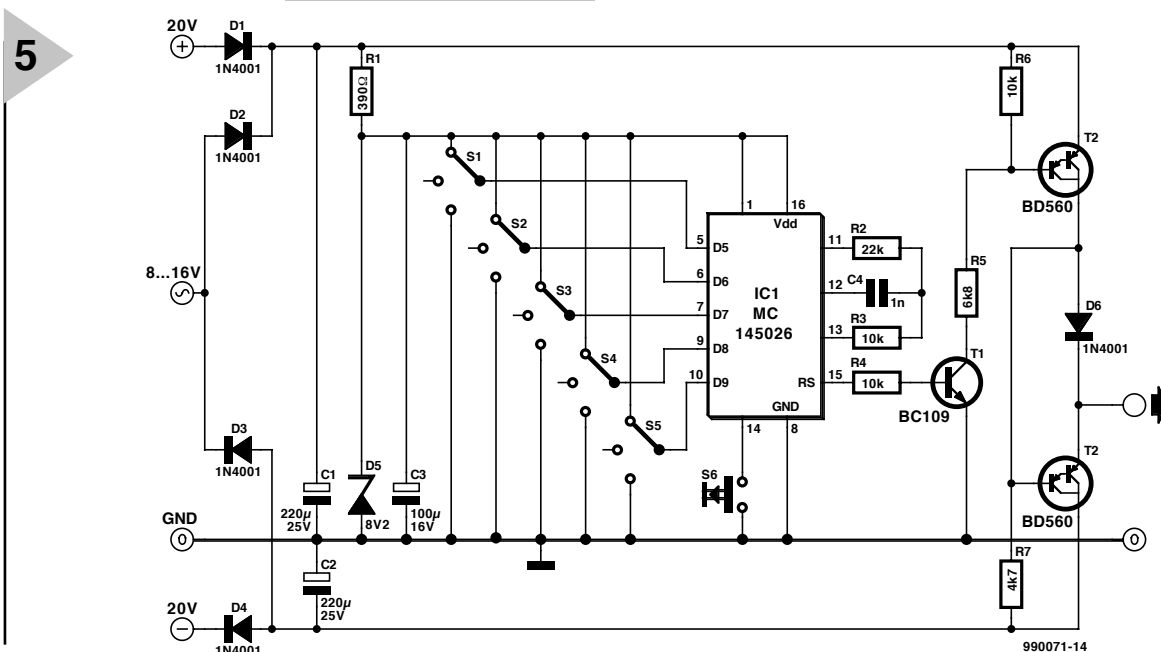 5
20V
D1
1N4001
D2
1N4001
8...16V
D3
1N4001
GND
0
20V
D4
1N4001
R1
390Ω
C1
220µ
25V
D5
8V2
C3
100µ
16V
C2
220µ
25V
S1
S2
S3
S4
S5
S6
1
16
Vdd
5
D5
6
D6
7
D7
9
D8
10
D9
IC1
MC
145026
RS
GND
14
8
11
12
13
15
R2
22k
C4
1n
R3
10k
R4
10k
R5
6k8
T1
BC109
R6
10k
T2
BD560
D6
1N4001
T2
BD560
R7
4k7
0
990071-14